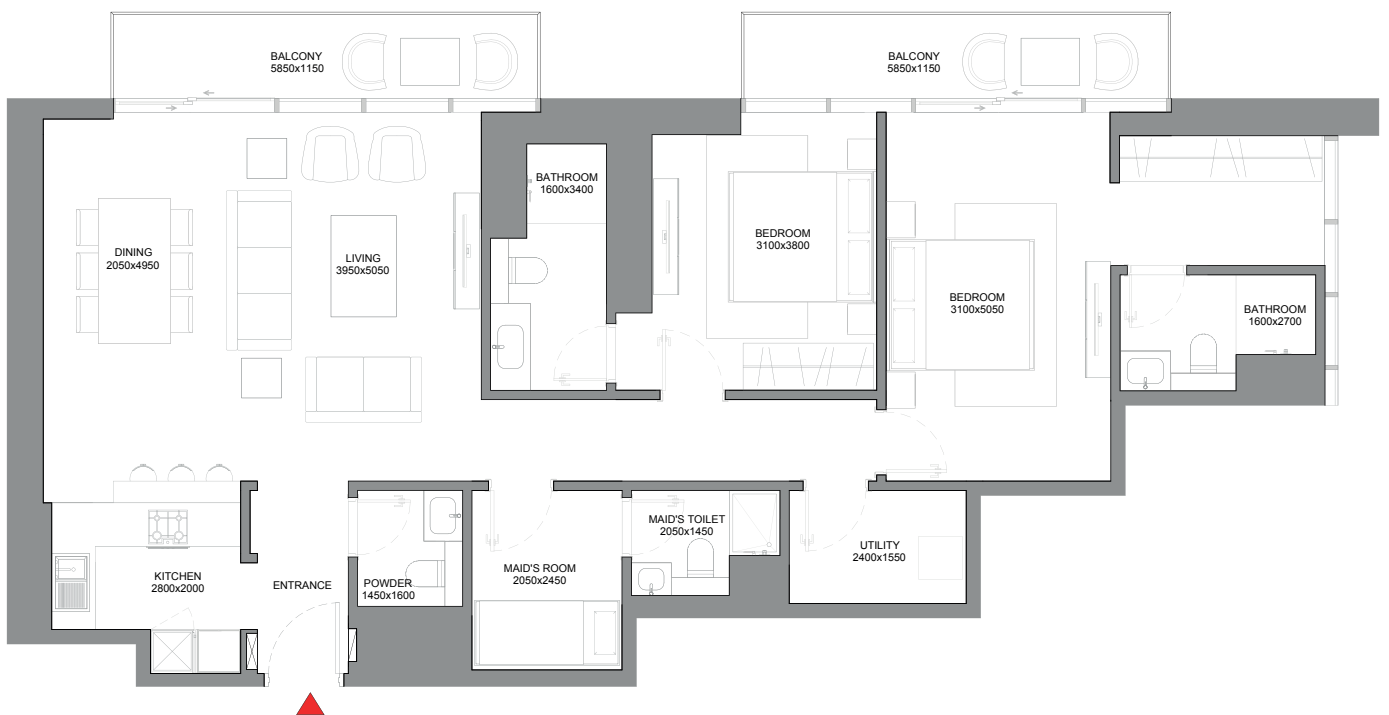 BALCONY
5850x1150
BALCONY
5850x1150
BATHROOM
1600x3400
DINING
2050x4950
LIVING
3950x5050
BEDROOM
3100x3800
BEDROOM
3100x5050
BATHROOM
1600x2700
MAID'S TOILET
2050x1450
UTILITY
2400x1550
KITCHEN
2800x2000
ENTRANCE
POWDER
1450x1600
MAID'S ROOM
2050x2450